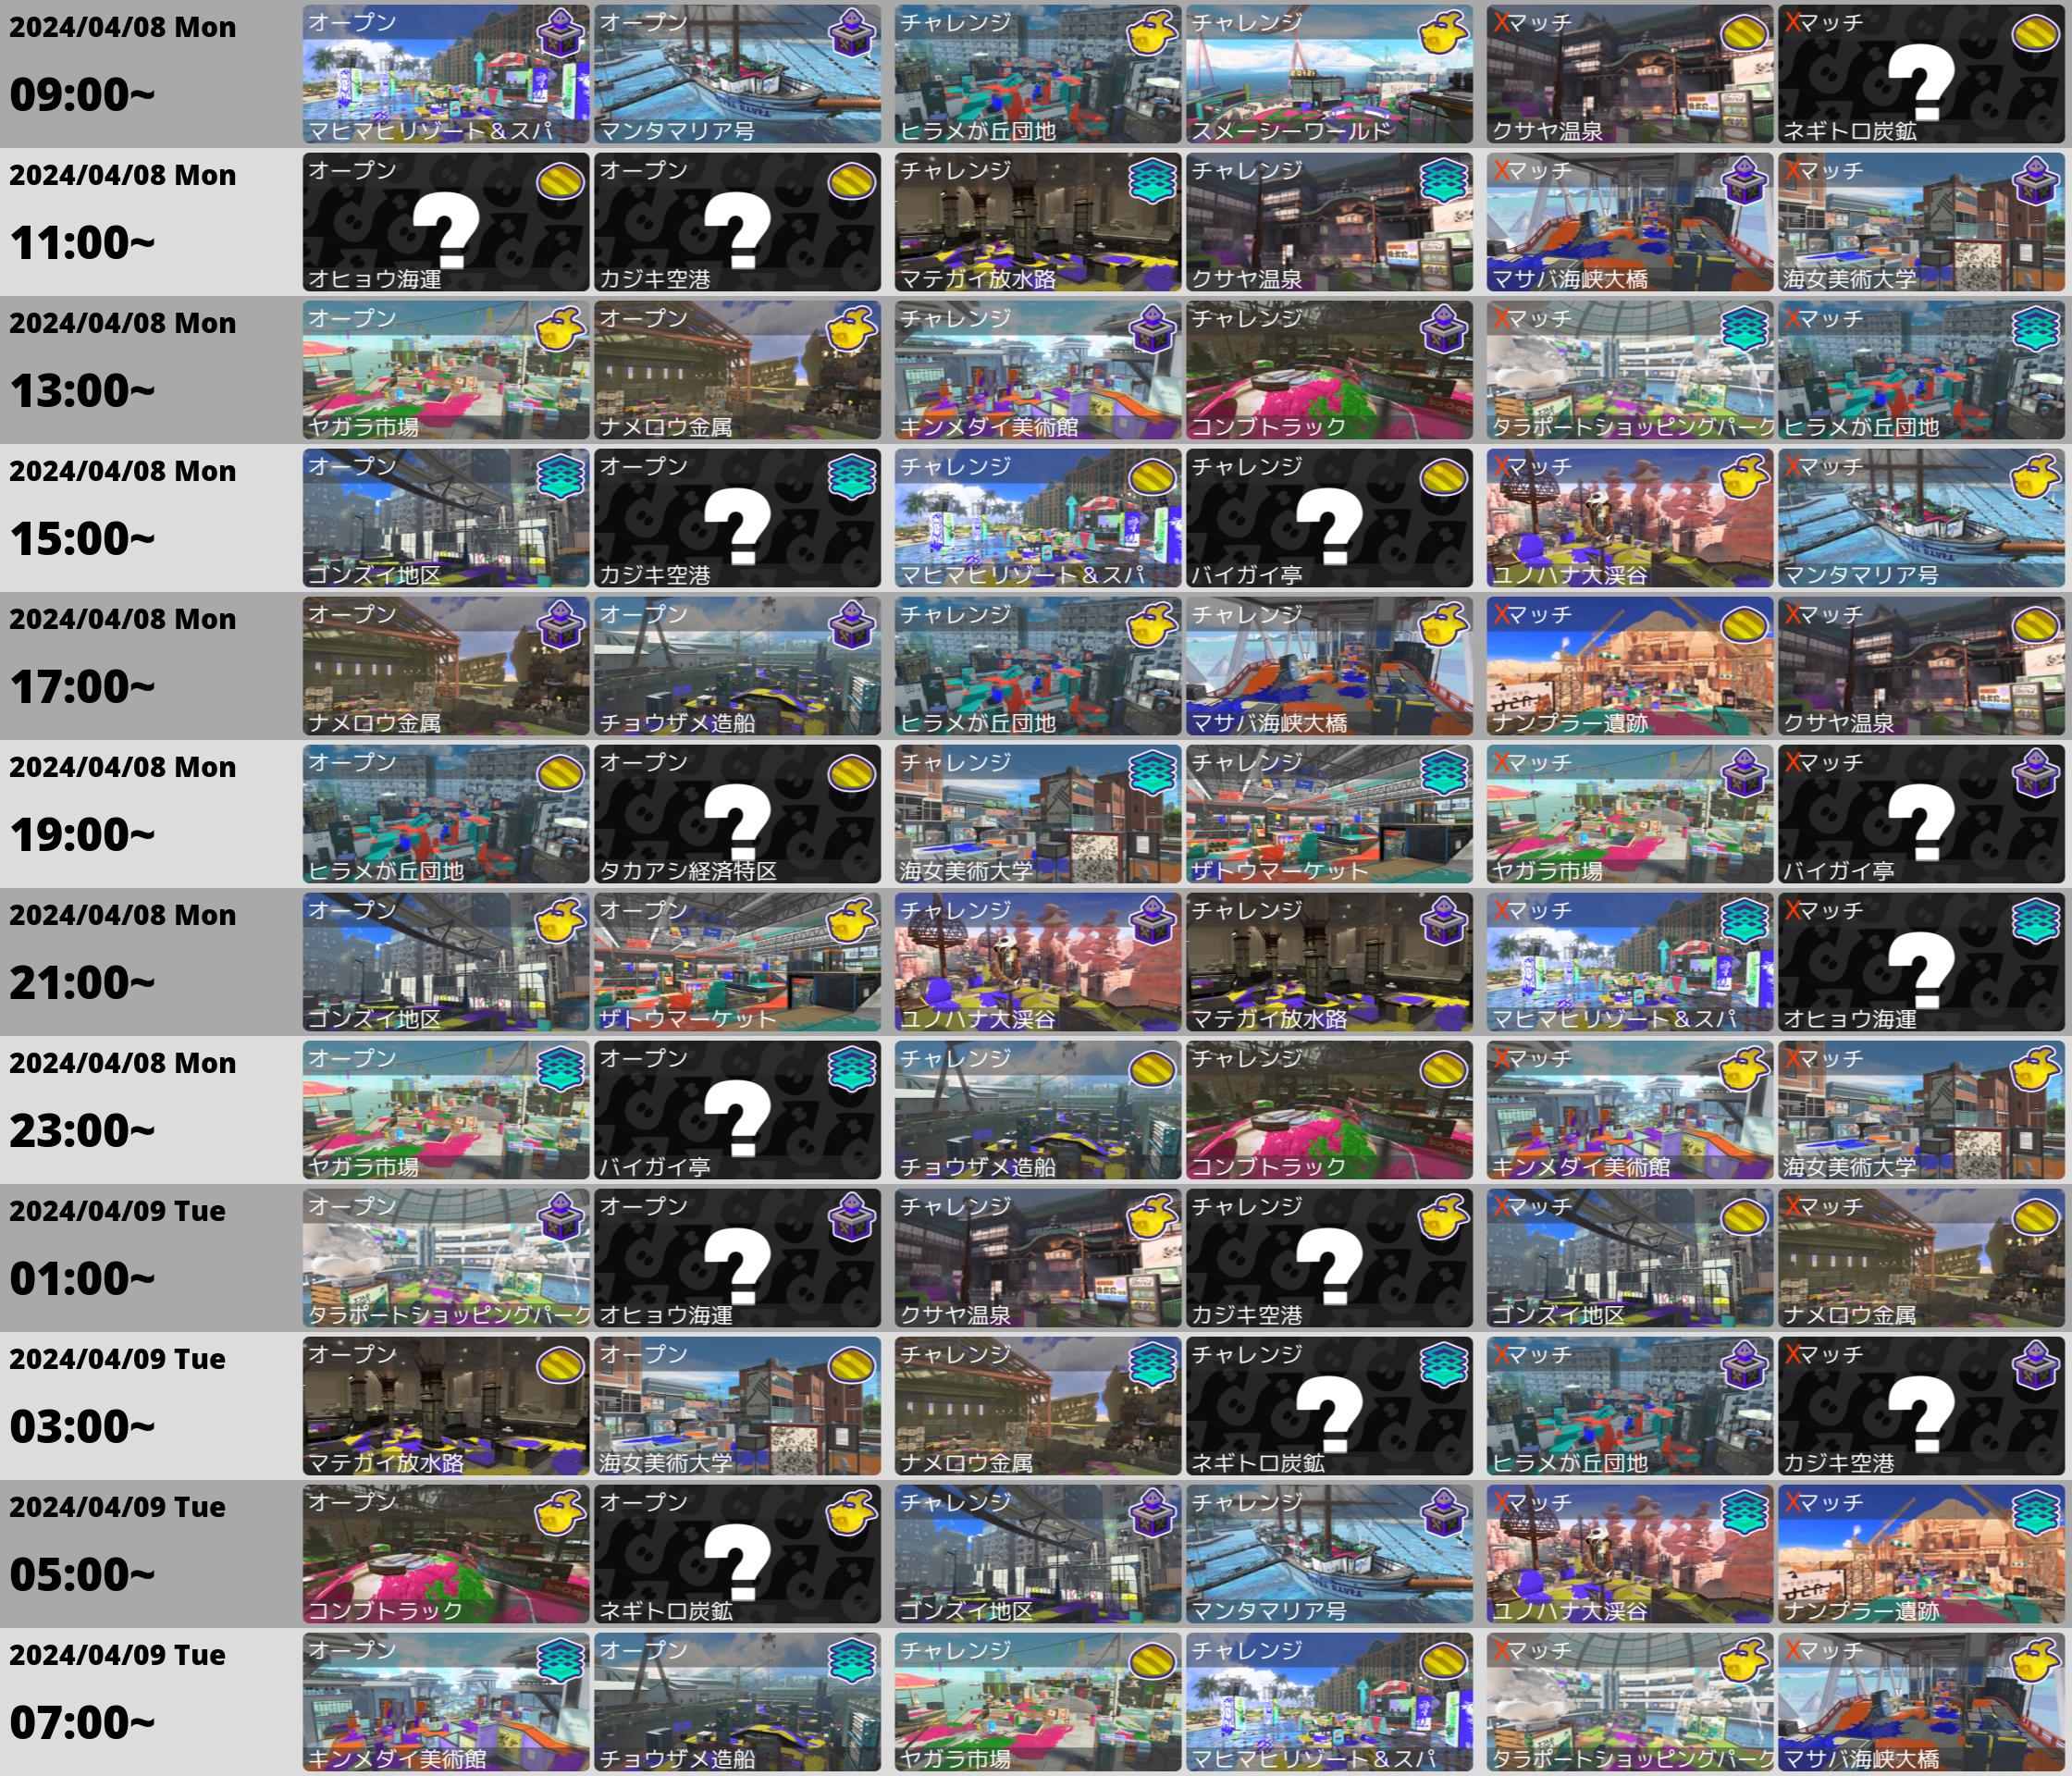 2024/04/08 Mon
09:00~
オープン
マヒマヒリゾート&スパ
オープン
マンタマリア号
チャレンジ
ヒラメが丘団地
チャレンジ
スメーシーワールド
Xマッチ
クサヤ温泉
Xマッチ
ネギトロ炭鉱
2024/04/08 Mon
11:00~
オープン
オヒョウ海運
オープン
カジキ空港
チャレンジ
マテガイ放水路
チャレンジ
クサヤ温泉
Xマッチ
マサバ海峡大橋
Xマッチ
海女美術大学
2024/04/08 Mon
13:00~
オープン
ヤガラ市場
オープン
ナメロウ金属
チャレンジ
キンメダイ美術館
チャレンジ
コンブトラック
Xマッチ
タラポートショッピングパーク
Xマッチ
ヒラメが丘団地
2024/04/08 Mon
15:00~
オープン
ゴンズイ地区
オープン
カジキ空港
チャレンジ
マヒマヒリゾート&スパ
チャレンジ
バイガイ亭
Xマッチ
ユノハナ大渓谷
Xマッチ
マンタマリア号
2024/04/08 Mon
17:00~
オープン
ナメロウ金属
オープン
チョウザメ造船
チャレンジ
ヒラメが丘団地
チャレンジ
マサバ海峡大橋
Xマッチ
ナンプラー遺跡
Xマッチ
クサヤ温泉
2024/04/08 Mon
19:00~
オープン
ヒラメが丘団地
オープン
タカアシ経済特区
チャレンジ
海女美術大学
チャレンジ
ザトウマーケット
Xマッチ
ヤガラ市場
Xマッチ
バイガイ亭
2024/04/08 Mon
21:00~
オープン
ゴンズイ地区
オープン
ザトウマーケット
チャレンジ
ユノハナ大渓谷
チャレンジ
マテガイ放水路
Xマッチ
マヒマヒリゾート&スパ
Xマッチ
オヒョウ海運
2024/04/08 Mon
23:00~
オープン
ヤガラ市場
オープン
バイガイ亭
チャレンジ
チョウザメ造船
チャレンジ
コンブトラック
Xマッチ
キンメダイ美術館
Xマッチ
海女美術大学
2024/04/09 Tue
01:00~
オープン
タラポートショッピングパーク
オープン
オヒョウ海運
チャレンジ
クサヤ温泉
チャレンジ
カジキ空港
Xマッチ
ゴンズイ地区
Xマッチ
ナメロウ金属
2024/04/09 Tue
03:00~
オープン
マテガイ放水路
オープン
海女美術大学
チャレンジ
ナメロウ金属
チャレンジ
ネギトロ炭鉱
Xマッチ
ヒラメが丘団地
Xマッチ
カジキ空港
2024/04/09 Tue
05:00~
オープン
コンブトラック
オープン
ネギトロ炭鉱
チャレンジ
ゴンズイ地区
チャレンジ
マンタマリア号
Xマッチ
ユノハナ大渓谷
Xマッチ
ナンプラー遺跡
2024/04/09 Tue
07:00~
オープン
キンメダイ美術館
オープン
チョウザメ造船
チャレンジ
ヤガラ市場
チャレンジ
マヒマヒリゾート&スパ
Xマッチ
タラポートショッピングパーク
Xマッチ
マサバ海峡大橋